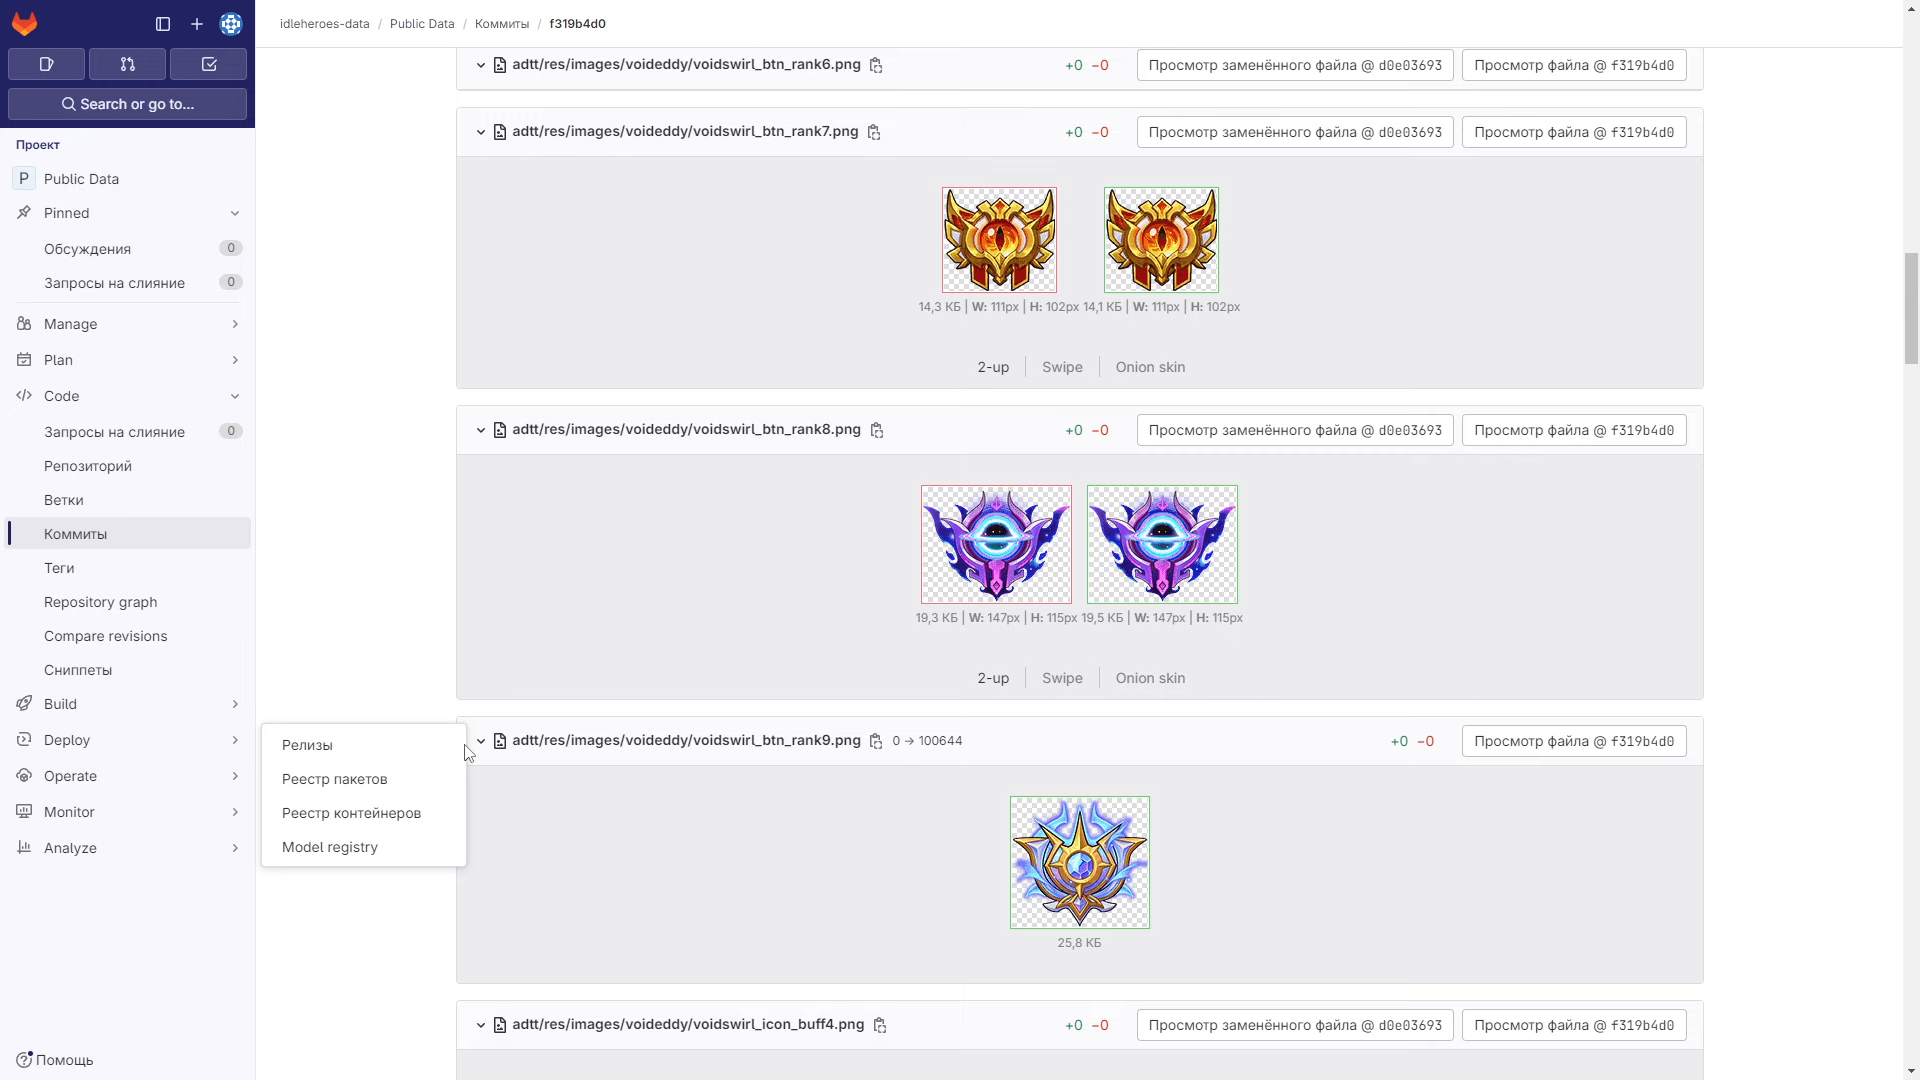 idleheroes-data / Public Data / Коммиты / f319b4d0
Search or go to...
Проект
P Public Data
Pinned
Обсуждения 0
Запросы на слияние 0
Manage
Plan
Code
Запросы на слияние 0
Репозиторий
Ветки
Коммиты
Теги
Repository graph
Compare revisions
Сниппеты
Build
Deploy
Operate
Monitor
Analyze
Помощь
Релизы
Реестр пакетов
Реестр контейнеров
Model registry
adtt/res/images/voideddy/voidswirl_btn_rank6.png +0 −0 Просмотр заменённого файла @ d0e03693 Просмотр файла @ f319b4d0
adtt/res/images/voideddy/voidswirl_btn_rank7.png +0 −0 Просмотр заменённого файла @ d0e03693 Просмотр файла @ f319b4d0
14,3 КБ | W: 111px | H: 102px 14,1 КБ | W: 111px | H: 102px
2-up Swipe Onion skin
adtt/res/images/voideddy/voidswirl_btn_rank8.png +0 −0 Просмотр заменённого файла @ d0e03693 Просмотр файла @ f319b4d0
19,3 КБ | W: 147px | H: 115px 19,5 КБ | W: 147px | H: 115px
2-up Swipe Onion skin
adtt/res/images/voideddy/voidswirl_btn_rank9.png 0 → 100644 +0 −0 Просмотр файла @ f319b4d0
25,8 КБ
adtt/res/images/voideddy/voidswirl_icon_buff4.png +0 −0 Просмотр заменённого файла @ d0e03693 Просмотр файла @ f319b4d0